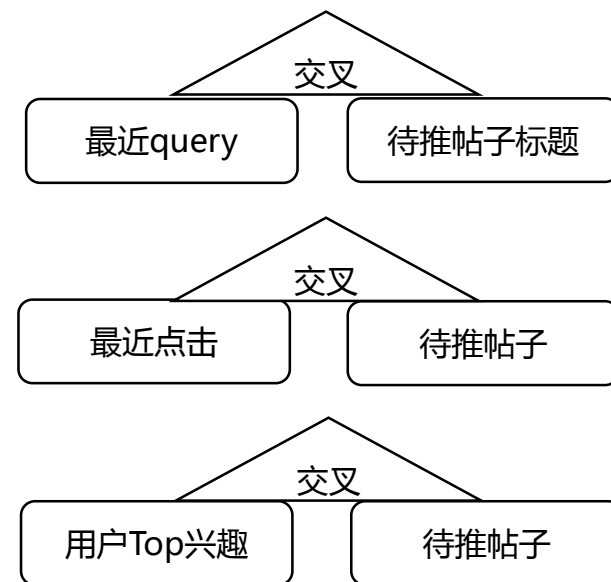 交叉
最近query
待推帖子标题
交叉
最近点击
待推帖子
交叉
用户Top兴趣
待推帖子